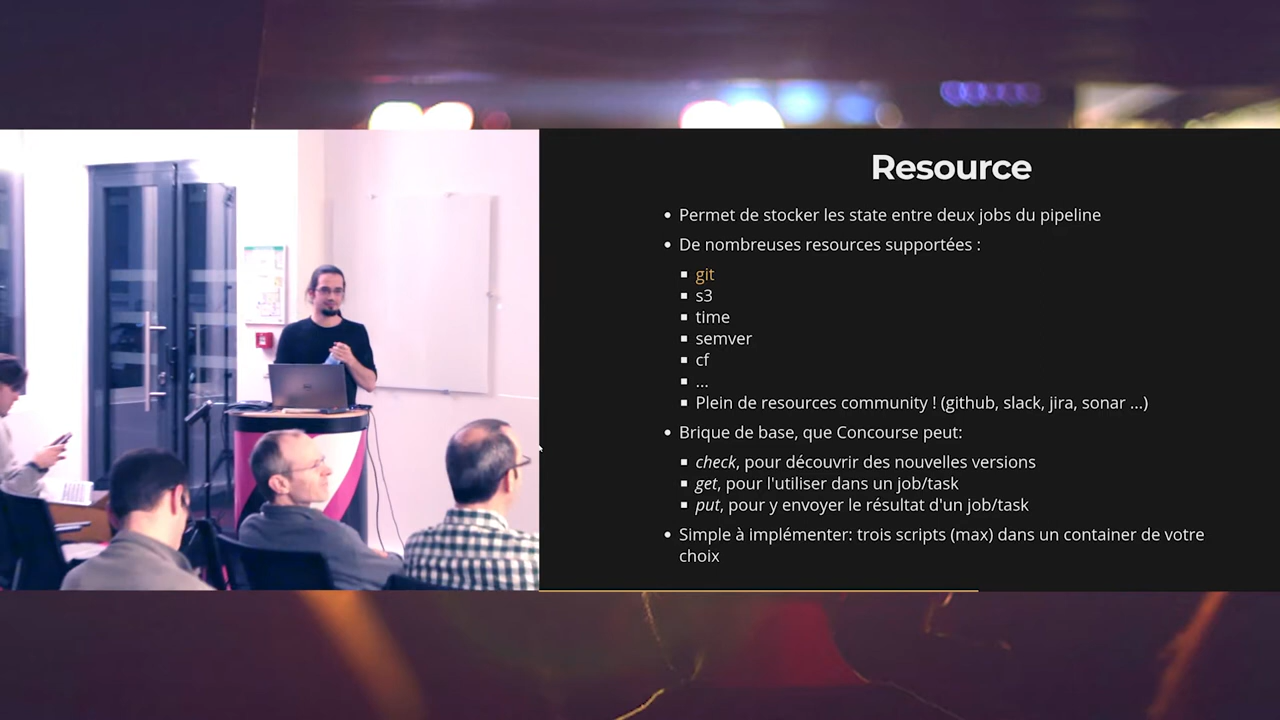 Resource
Permet de stocker les state entre deux jobs du pipeline
De nombreuses resources supportées :
git
s3
time
semver
cf
...
Plein de resources community ! (github, slack, jira, sonar ...)
Brique de base, que Concourse peut:
check, pour découvrir des nouvelles versions
get, pour l'utiliser dans un job/task
put, pour y envoyer le résultat d'un job/task
Simple à implémenter: trois scripts (max) dans un container de votre
choix